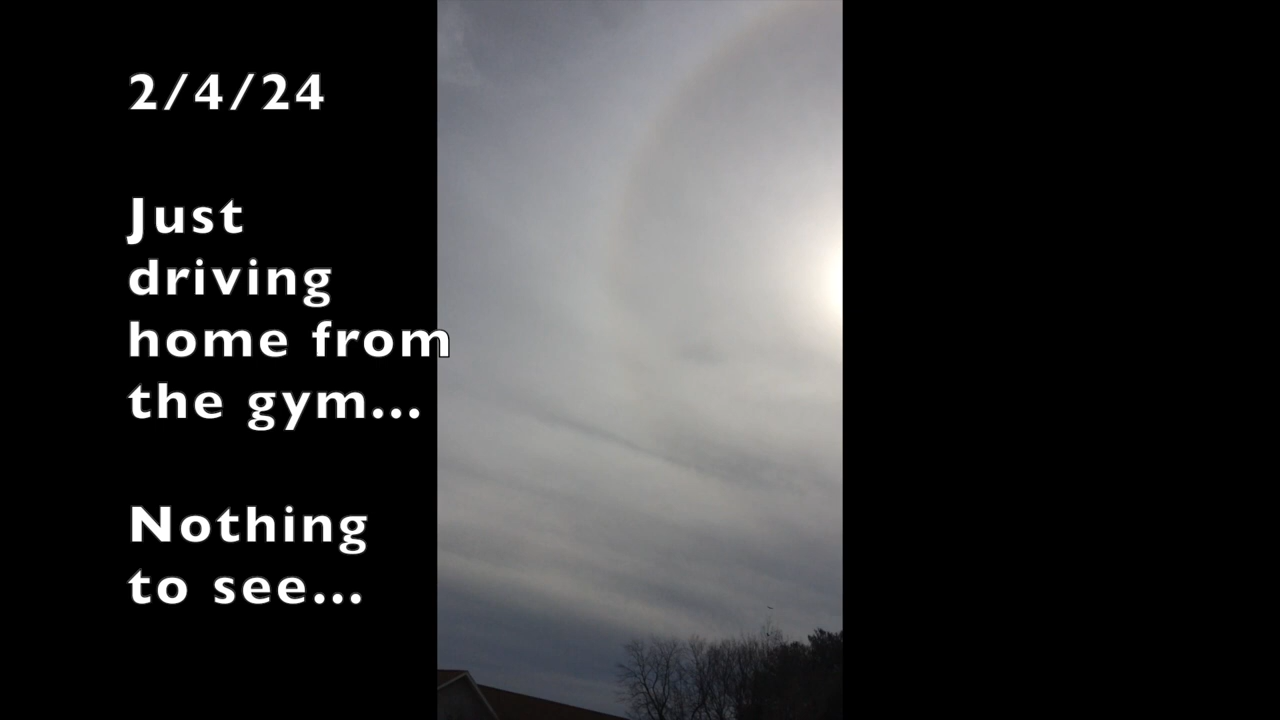 2/4/24
Just
driving
home from
the gym...
Nothing
to see...